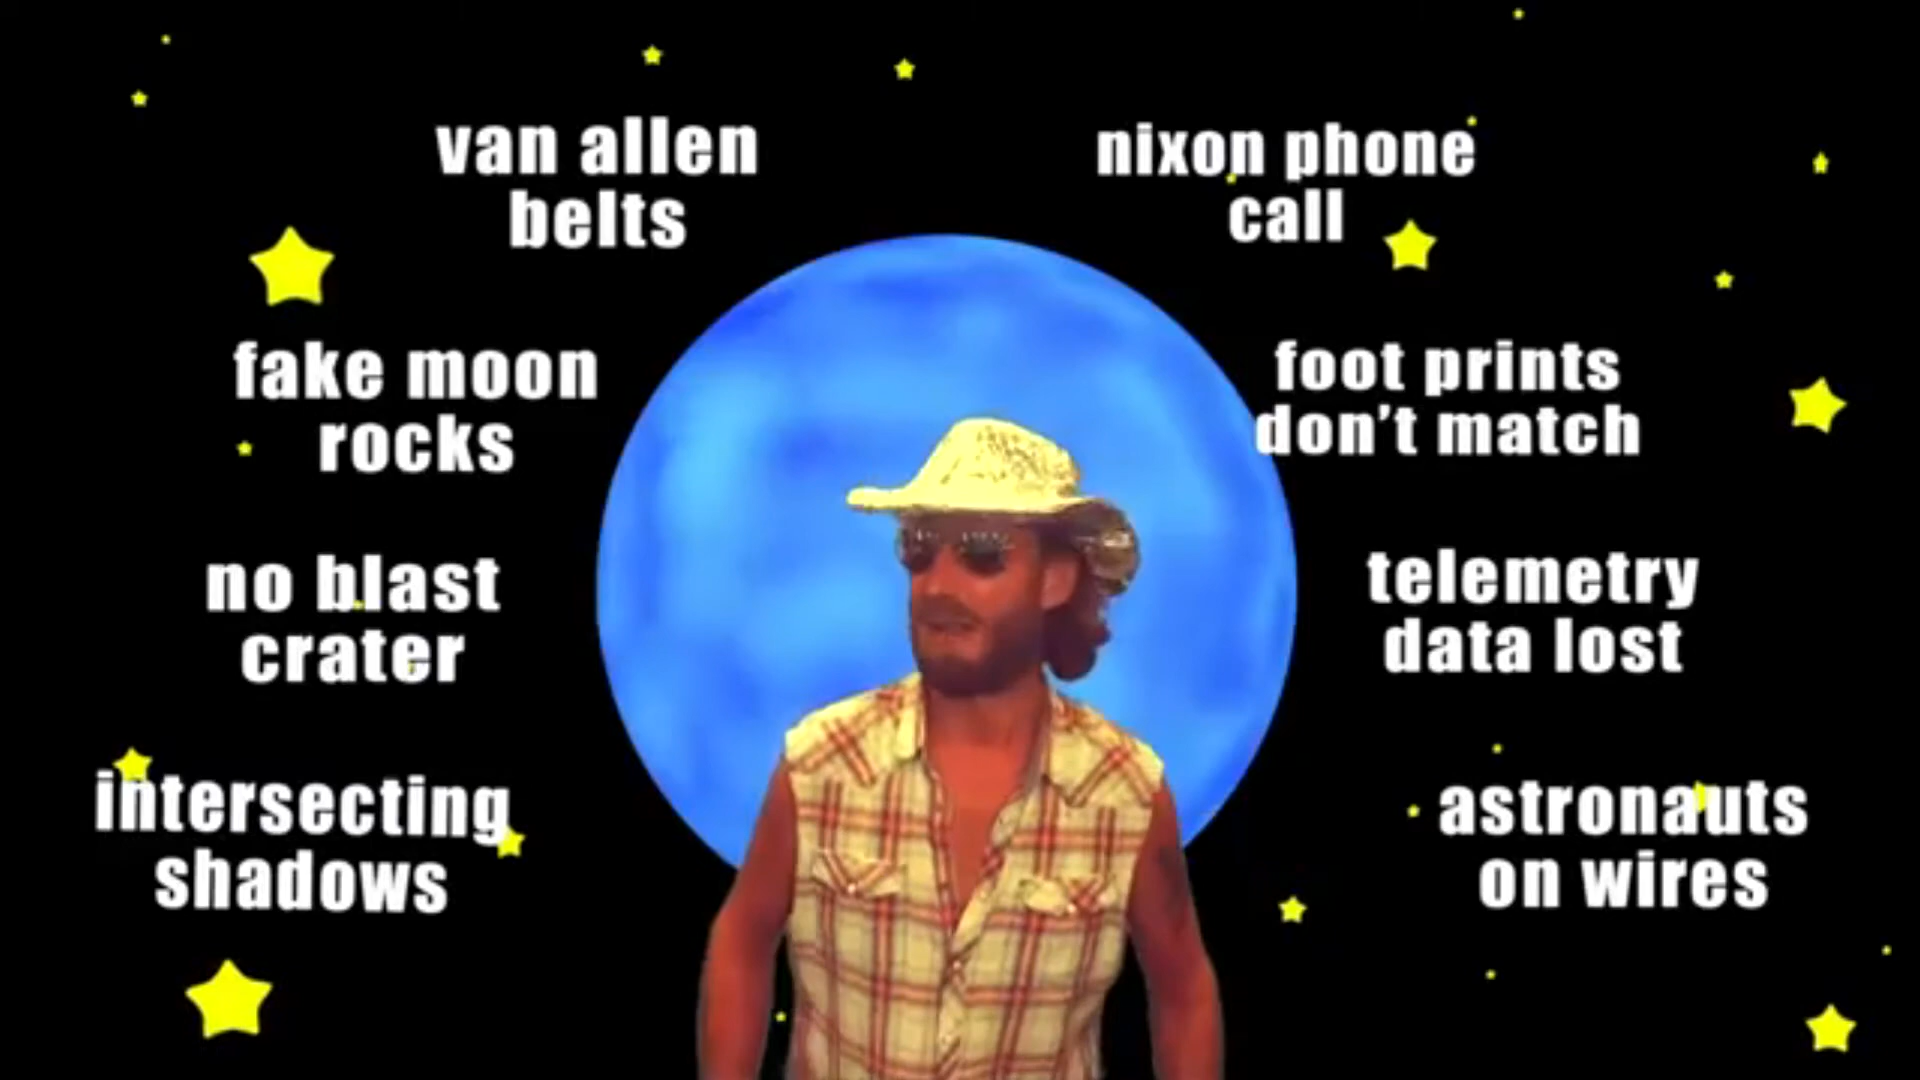 van allen
belts
nixon phone
call
fake moon
rocks
foot prints
don't match
no blast
crater
telemetry
data lost
intersecting
shadows
astronauts
on wires